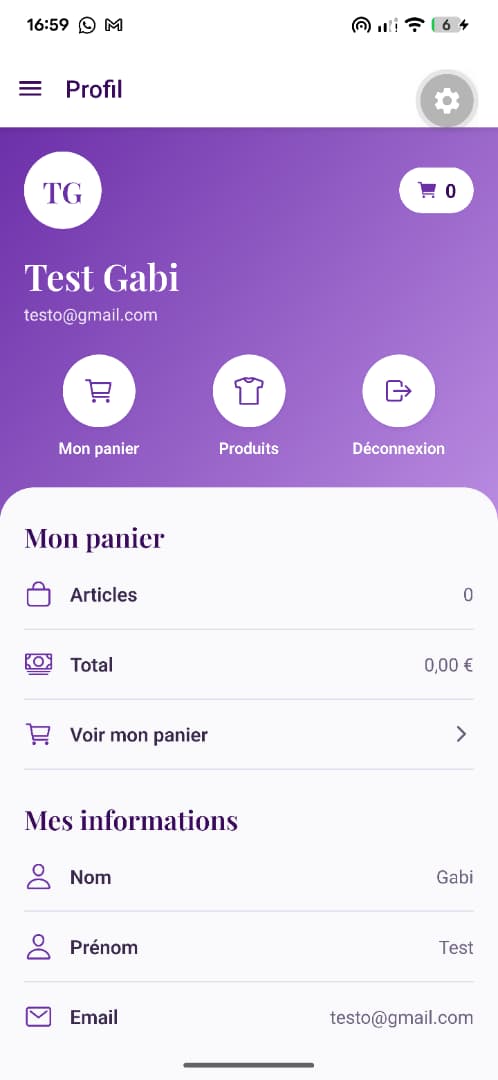 16:59
6
Profil
TG
0
Test Gabi
testo@gmail.com
Mon panier
Produits
Déconnexion
Mon panier
Articles 0
Total 0,00 €
Voir mon panier
Mes informations
Nom Gabi
Prénom Test
Email testo@gmail.com